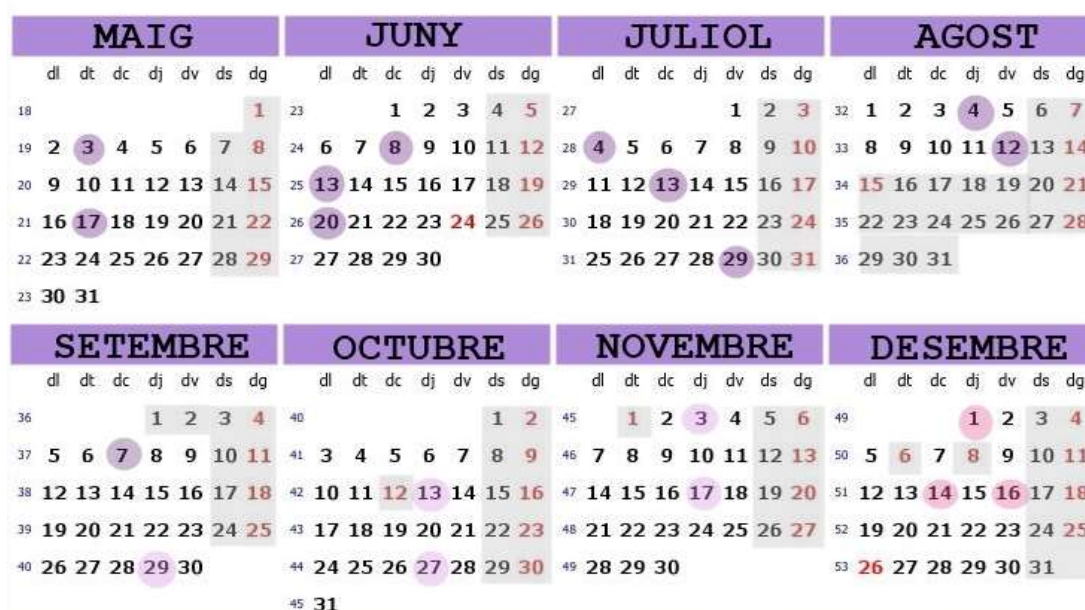 MAIG JUNY JULIOL AGOST
dl dt dc dj dv ds dg dl dt dc dj dv ds dg dl dt dc dj dv ds dg dl dt dc dj dv ds dg
18 1 23 1 2 3 4 5 27 1 2 3 32 1 2 3 4 5 6 7
19 2 3 4 5 6 7 8 24 6 7 8 9 10 11 12 28 4 5 6 7 8 9 10 33 8 9 10 11 12 13 14
20 9 10 11 12 13 14 15 25 13 14 15 16 17 18 19 29 11 12 13 14 15 16 17 34 15 16 17 18 19 20 21
21 16 17 18 19 20 21 22 26 20 21 22 23 24 25 26 30 18 19 20 21 22 23 24 35 22 23 24 25 26 27 28
22 23 24 25 26 27 28 29 27 27 28 29 30 31 25 26 27 28 29 30 31 36 29 30 31
23 30 31
SETEMBRE OCTUBRE NOVEMBRE DESEMBRE
dl dt dc dj dv ds dg dl dt dc dj dv ds dg dl dt dc dj dv ds dg dl dt dc dj dv ds dg
36 1 2 3 4 40 1 2 45 1 2 3 4 5 6 49 1 2 3 4
37 5 6 7 8 9 10 11 41 3 4 5 6 7 8 9 46 7 8 9 10 11 12 13 50 5 6 7 8 9 10 11
38 12 13 14 15 16 17 18 42 10 11 12 13 14 15 16 47 14 15 16 17 18 19 20 51 12 13 14 15 16 17 18
39 19 20 21 22 23 24 25 43 17 18 19 20 21 22 23 48 21 22 23 24 25 26 27 52 19 20 21 22 23 24 25
40 26 27 28 29 30 44 24 25 26 27 28 29 30 49 28 29 30 53 26 27 28 29 30 31
45 31